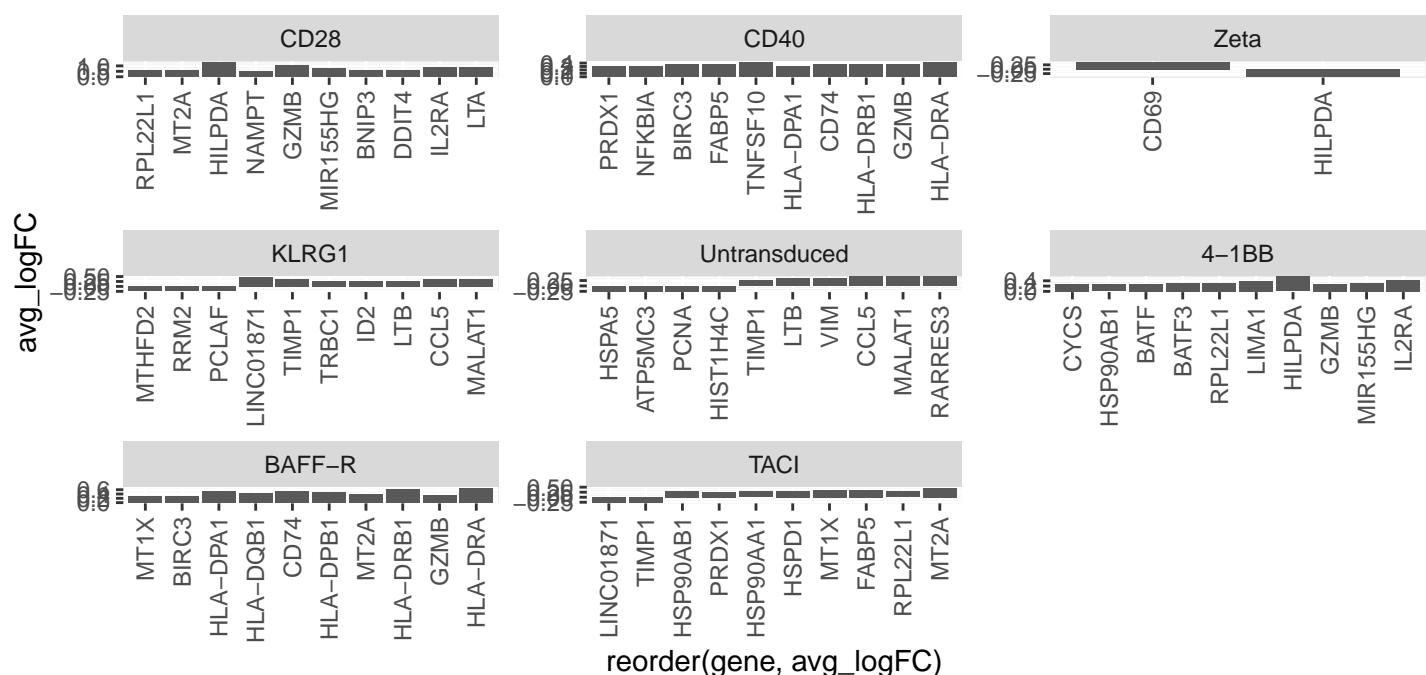 CD28
CD40
Zeta
RPL22L1 MT2A HILPDA NAMPT GZMB MIR155HG BNIP3 DDIT4 IL2RA LTA
PRDX1 NFKBIA BIRC3 FABP5 TNFSF10 HLA−DPA1 CD74 HLA−DRB1 GZMB HLA−DRA
CD69 HILPDA
avg_logFC
KLRG1
Untransduced
4−1BB
MTHFD2 RRM2 PCLAF LINC01871 TIMP1 TRBC1 ID2 LTB CCL5 MALAT1
HSPA5 ATP5MC3 PCNA HIST1H4C TIMP1 LTB VIM CCL5 MALAT1 RARRES3
CYCS HSP90AB1 BATF BATF3 RPL22L1 LIMA1 HILPDA GZMB MIR155HG IL2RA
BAFF−R
TACI
MT1X BIRC3 HLA−DPA1 HLA−DQB1 CD74 HLA−DPB1 MT2A HLA−DRB1 GZMB HLA−DRA
LINC01871 TIMP1 HSP90AB1 PRDX1 HSP90AA1 HSPD1 MT1X FABP5 RPL22L1 MT2A
reorder(gene, avg_logFC)